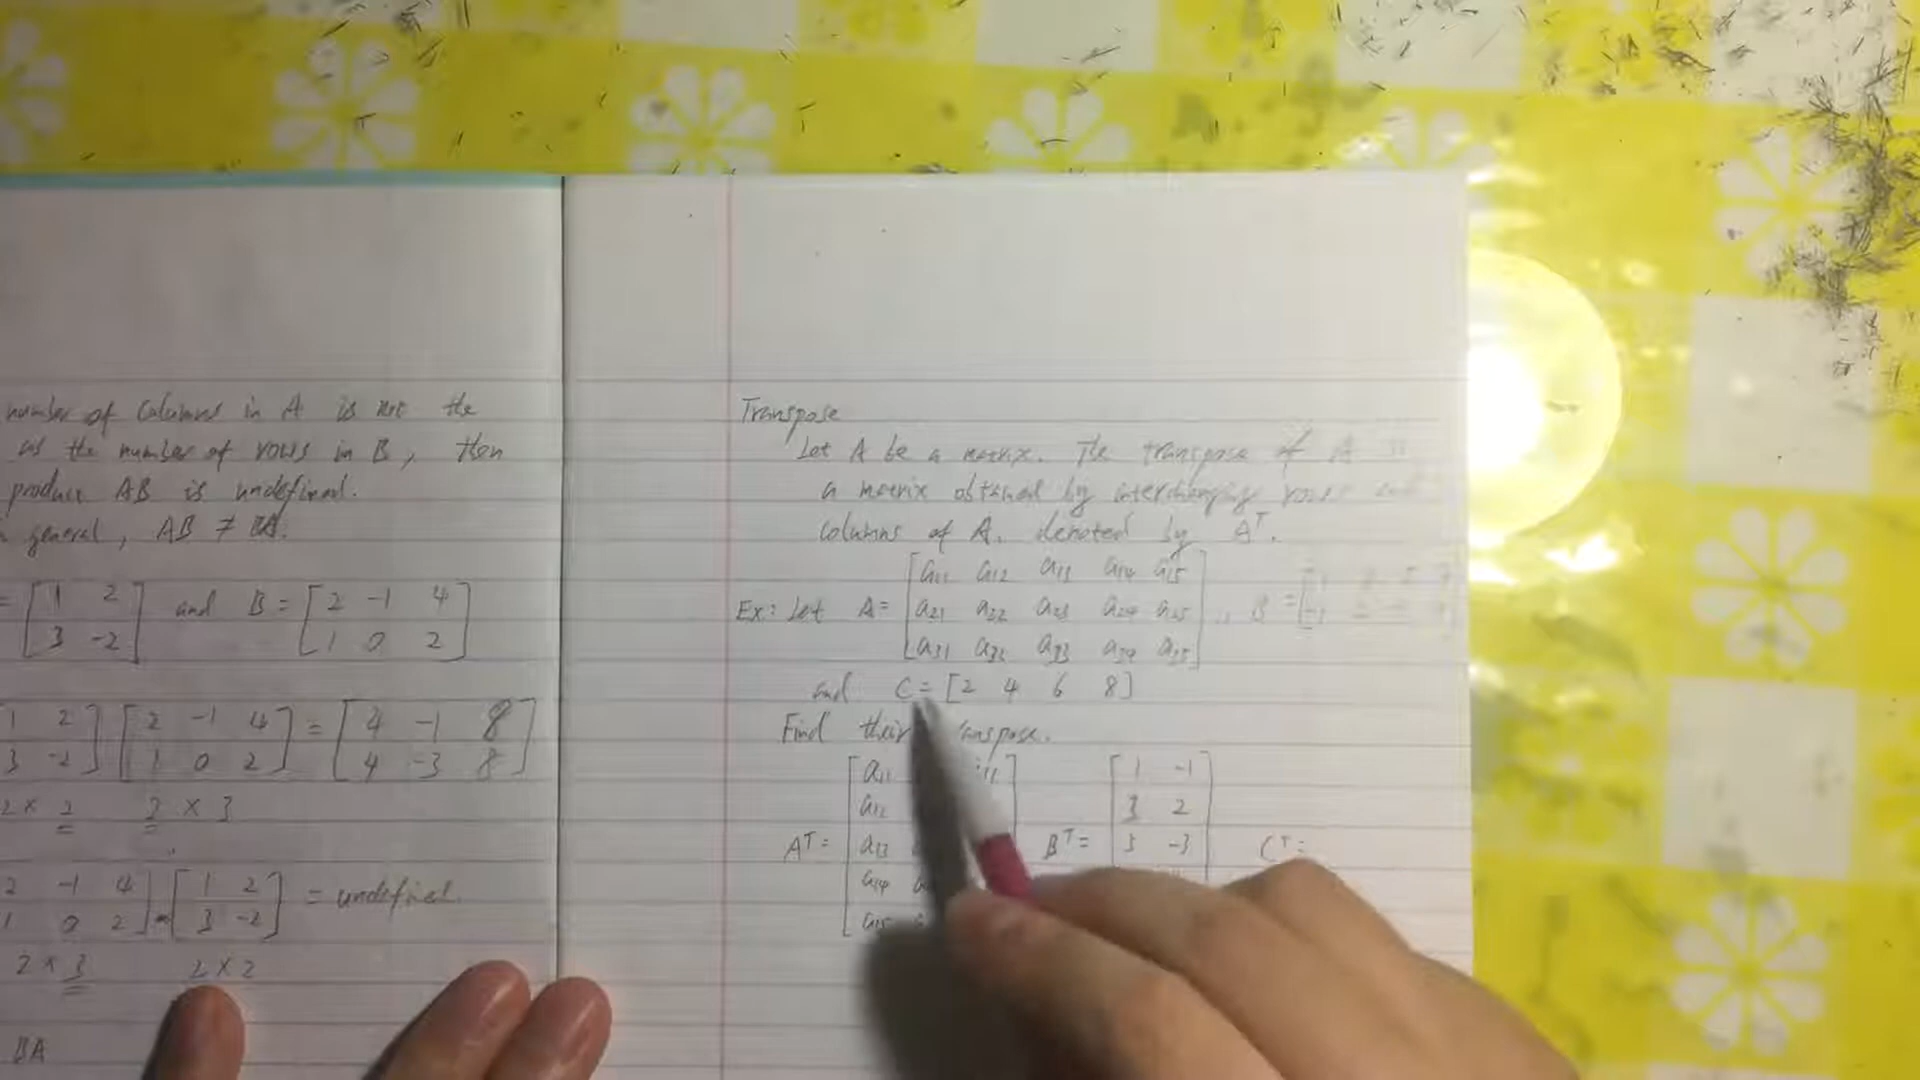 number of columns in A is not the
as the number of rows in B, then
produce AB is undefined.
general, AB ≠ BA.
= [1 2; 3 -2] and B = [2 -1 4; 1 0 2]
[1 2; 3 -2] [2 -1 4; 1 0 2] = [4 -1 8; 4 -3 8]
2 × 2 2 × 3
[2 -1 4; 1 0 2] [1 2; 3 -2] = undefined.
2 × 3 2 × 2
BA
Transpose
Let A be a matrix. The transpose of A is
a matrix obtained by interchanging rows and
columns of A. denoted by Aᵀ.
Ex: Let A = [a11 a12 a13 a14 a15; a21 a22 a23 a24 a25; a31 a32 a33 a34 a35], B =
and C = [2 4 6 8]
Find their
Aᵀ = [a11; a12; a13; a14; a15] Bᵀ = [1 -1; 3 2; 5 -3] Cᵀ =